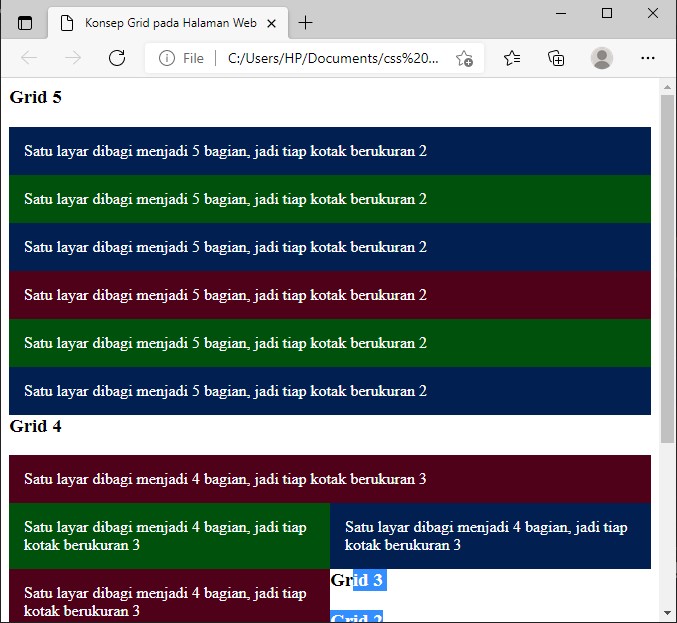 Konsep Grid pada Halaman Web
File
C:/Users/HP/Documents/css%20...
Grid 5
Satu layar dibagi menjadi 5 bagian, jadi tiap kotak berukuran 2
Satu layar dibagi menjadi 5 bagian, jadi tiap kotak berukuran 2
Satu layar dibagi menjadi 5 bagian, jadi tiap kotak berukuran 2
Satu layar dibagi menjadi 5 bagian, jadi tiap kotak berukuran 2
Satu layar dibagi menjadi 5 bagian, jadi tiap kotak berukuran 2
Satu layar dibagi menjadi 5 bagian, jadi tiap kotak berukuran 2
Grid 4
Satu layar dibagi menjadi 4 bagian, jadi tiap kotak berukuran 3
Satu layar dibagi menjadi 4 bagian, jadi tiap
kotak berukuran 3
Satu layar dibagi menjadi 4 bagian, jadi tiap
kotak berukuran 3
Satu layar dibagi menjadi 4 bagian, jadi tiap
kotak berukuran 3
Grid 3
Grid 2